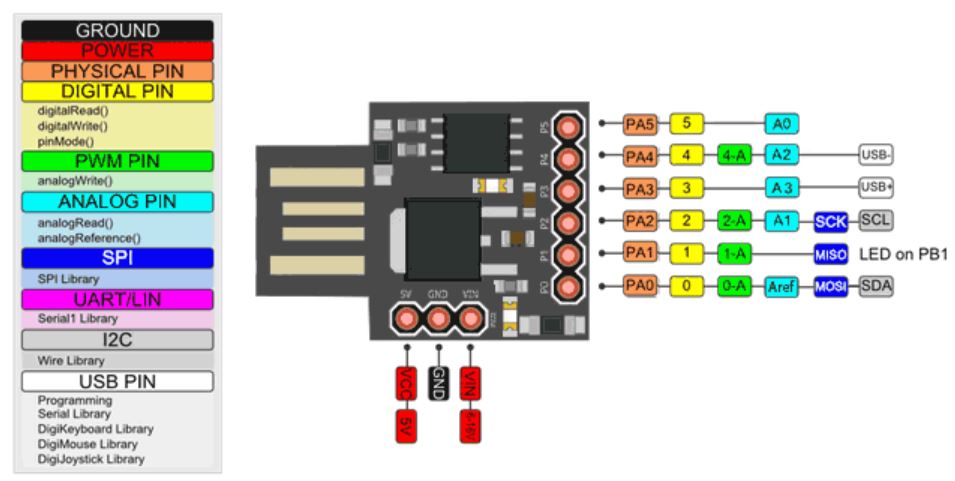 GROUND
POWER
PHYSICAL PIN
DIGITAL PIN
digitalRead()
digitalWrite()
pinMode()
PWM PIN
analogWrite()
ANALOG PIN
analogRead()
analogReference()
SPI
SPI Library
UART/LIN
Serial1 Library
I2C
Wire Library
USB PIN
Programming
Serial Library
DigiKeyboard Library
DigiMouse Library
DigiJoystick Library
P5 PA5 5 A0
P4 PA4 4 4-A A2 USB-
P3 PA3 3 A3 USB+
P2 PA2 2 2-A A1 SCK SCL
P1 PA1 1 1-A MISO LED on PB1
P0 PA0 0 0-A Aref MOSI SDA
5V GND VIN
VCC GND VIN
5V